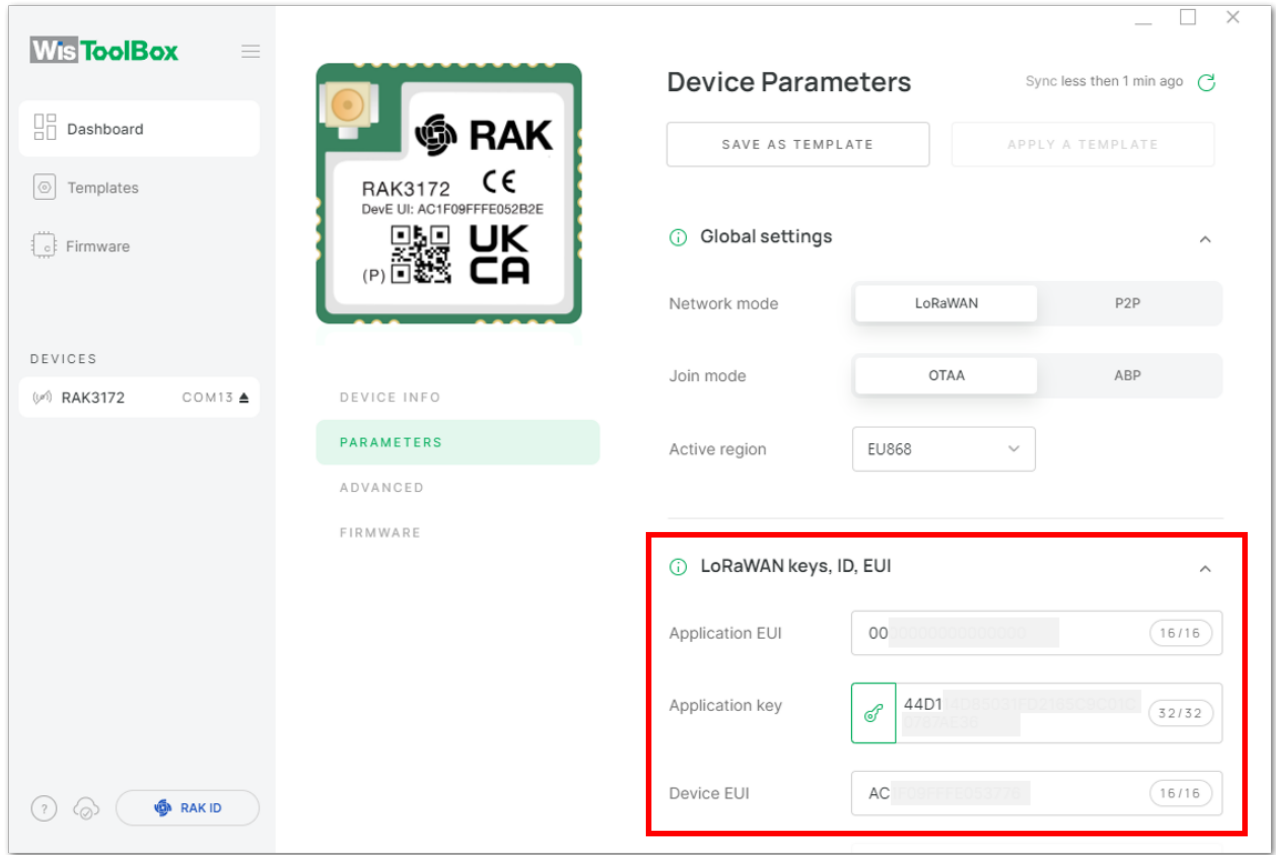 WisToolBox
Dashboard
Templates
Firmware
DEVICES
RAK3172 COM13
RAK ID
RAK
RAK3172
DevE UI: AC1F09FFFE052B2E
(P)
UK
CA
DEVICE INFO
PARAMETERS
ADVANCED
FIRMWARE
Device Parameters
Sync less then 1 min ago
SAVE AS TEMPLATE
APPLY A TEMPLATE
Global settings
Network mode LoRaWAN P2P
Join mode OTAA ABP
Active region EU868
LoRaWAN keys, ID, EUI
Application EUI 00 16/16
Application key 44D1 32/32
Device EUI AC 16/16